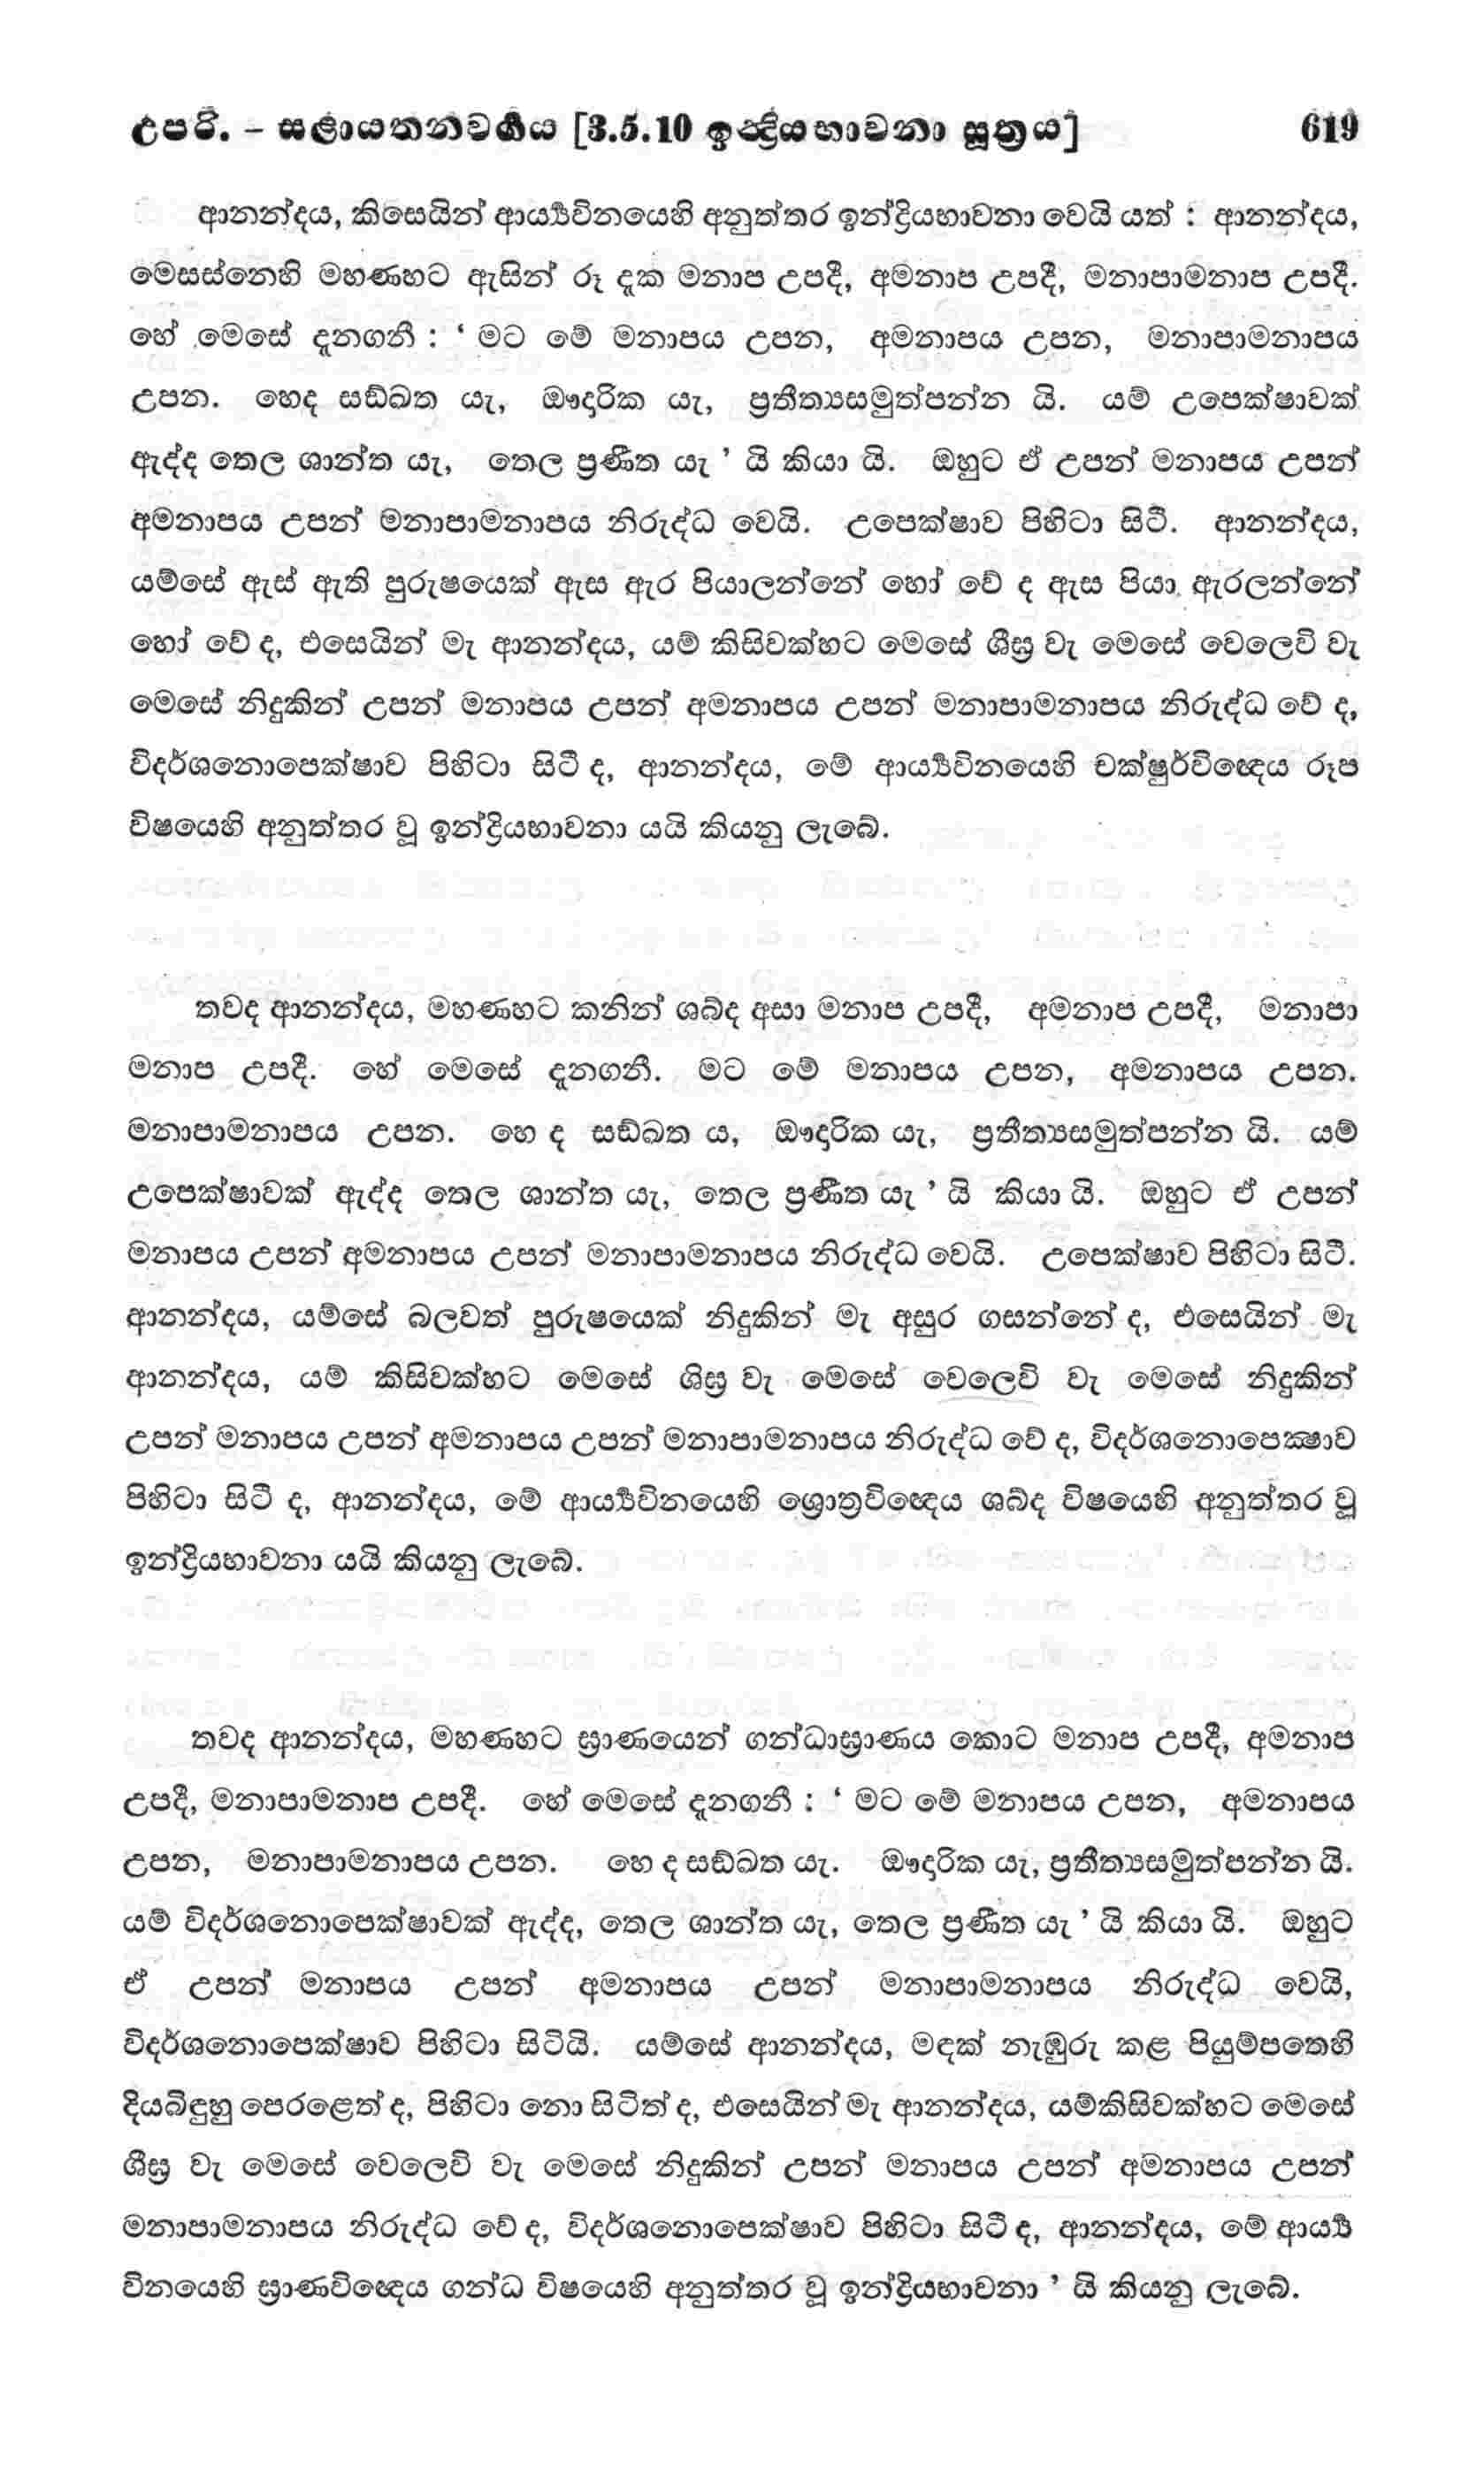 උපරි. – සළායතනවර්‍ගය [3.5.10 ඉන්‍ද්‍රියභාවනා සූත්‍රය] 619
ආනන්දය, කිසෙයින් ආර්‍ය්‍යවිනයෙහි අනුත්තර ඉන්ද්‍රියභාවනා වෙයි යත් : ආනන්දය,
මෙසස්නෙහි මහණහට ඇසින් රූ දැක මනාප උපදී, අමනාප උපදී, මනාපාමනාප උපදී.
හේ මෙසේ දැනගනී : ‘ මට මේ මනාපය උපන, අමනාපය උපන, මනාපාමනාපය
උපන. හෙද සඞ්ඛත යැ, ඖදාරික යැ, ප්‍රතීත්‍යසමුත්පන්න යි. යම් උපෙක්ෂාවක්
ඇද්ද තෙල ශාන්ත යැ, තෙල ප්‍රණීත යැ ’ යි කියා යි. ඔහුට ඒ උපන් මනාපය උපන්
අමනාපය උපන් මනාපාමනාපය නිරුද්ධ වෙයි. උපෙක්ෂාව පිහිටා සිටී. ආනන්දය,
යම්සේ ඇස් ඇති පුරුෂයෙක් ඇස ඇර පියාලන්නේ හෝ වේ ද ඇස පියා ඇරලන්නේ
හෝ වේ ද, එසෙයින් මැ ආනන්දය, යම් කිසිවක්හට මෙසේ ශීඝ්‍ර වැ මෙසේ වෙලෙවි වැ
මෙසේ නිදුකින් උපන් මනාපය උපන් අමනාපය උපන් මනාපාමනාපය නිරුද්ධ වේ ද,
විදර්ශනොපෙක්ෂාව පිහිටා සිටී ද, ආනන්දය, මේ ආර්‍ය්‍යවිනයෙහි චක්ෂුර්විඥෙය රූප
විෂයෙහි අනුත්තර වූ ඉන්ද්‍රියභාවනා යයි කියනු ලැබේ.
තවද ආනන්දය, මහණහට කනින් ශබ්ද අසා මනාප උපදී, අමනාප උපදී, මනාපා
මනාප උපදී. හේ මෙසේ දැනගනී. මට මේ මනාපය උපන, අමනාපය උපන.
මනාපාමනාපය උපන. හෙ ද සඞ්ඛත ය, ඖදාරික යැ, ප්‍රතීත්‍යසමුත්පන්න යි. යම්
උපෙක්ෂාවක් ඇද්ද තෙල ශාන්ත යැ, තෙල ප්‍රණීත යැ ’ යි කියා යි. ඔහුට ඒ උපන්
මනාපය උපන් අමනාපය උපන් මනාපාමනාපය නිරුද්ධ වෙයි. උපෙක්ෂාව පිහිටා සිටී.
ආනන්දය, යම්සේ බලවත් පුරුෂයෙක් නිදුකින් මැ අසුර ගසන්නේ ද, එසෙයින් මැ
ආනන්දය, යම් කිසිවක්හට මෙසේ ශිඝ්‍ර වැ මෙසේ වෙලෙවි වැ මෙසේ නිදුකින්
උපන් මනාපය උපන් අමනාපය උපන් මනාපාමනාපය නිරුද්ධ වේ ද, විදර්ශනොපෙක්‍ෂාව
පිහිටා සිටී ද, ආනන්දය, මේ ආර්‍ය්‍යවිනයෙහි ශ්‍රොත්‍රවිඥෙය ශබ්ද විෂයෙහි අනුත්තර වූ
ඉන්ද්‍රියභාවනා යයි කියනු ලැබේ.
තවද ආනන්දය, මහණහට ඝ්‍රාණයෙන් ගන්ධාඝ්‍රාණය කොට මනාප උපදී, අමනාප
උපදී, මනාපාමනාප උපදී. හේ මෙසේ දැනගනී : ‘ මට මේ මනාපය උපන, අමනාපය
උපන, මනාපාමනාපය උපන. හෙ ද සඞ්ඛත යැ. ඖදාරික යැ, ප්‍රතීත්‍යසමුත්පන්න යි.
යම් විදර්ශනොපෙක්ෂාවක් ඇද්ද, තෙල ශාන්ත යැ, තෙල ප්‍රණීත යැ ’ යි කියා යි. ඔහුට
ඒ උපන් මනාපය උපන් අමනාපය උපන් මනාපාමනාපය නිරුද්ධ වෙයි,
විදර්ශනොපෙක්ෂාව පිහිටා සිටියි. යම්සේ ආනන්දය, මඳක් නැඹුරු කළ පියුම්පතෙහි
දියබිඳුහු පෙරළෙත් ද, පිහිටා නො සිටිත් ද, එසෙයින් මැ ආනන්දය, යම්කිසිවක්හට මෙසේ
ශීඝ්‍ර වැ මෙසේ වෙලෙවි වැ මෙසේ නිදුකින් උපන් මනාපය උපන් අමනාපය උපන්
මනාපාමනාපය නිරුද්ධ වේ ද, විදර්ශනොපෙක්ෂාව පිහිටා සිටී ද, ආනන්දය, මේ ආර්‍ය්‍ය
විනයෙහි ඝ්‍රාණවිඥෙය ගන්ධ විෂයෙහි අනුත්තර වූ ඉන්ද්‍රියභාවනා ’ යි කියනු ලැබේ.